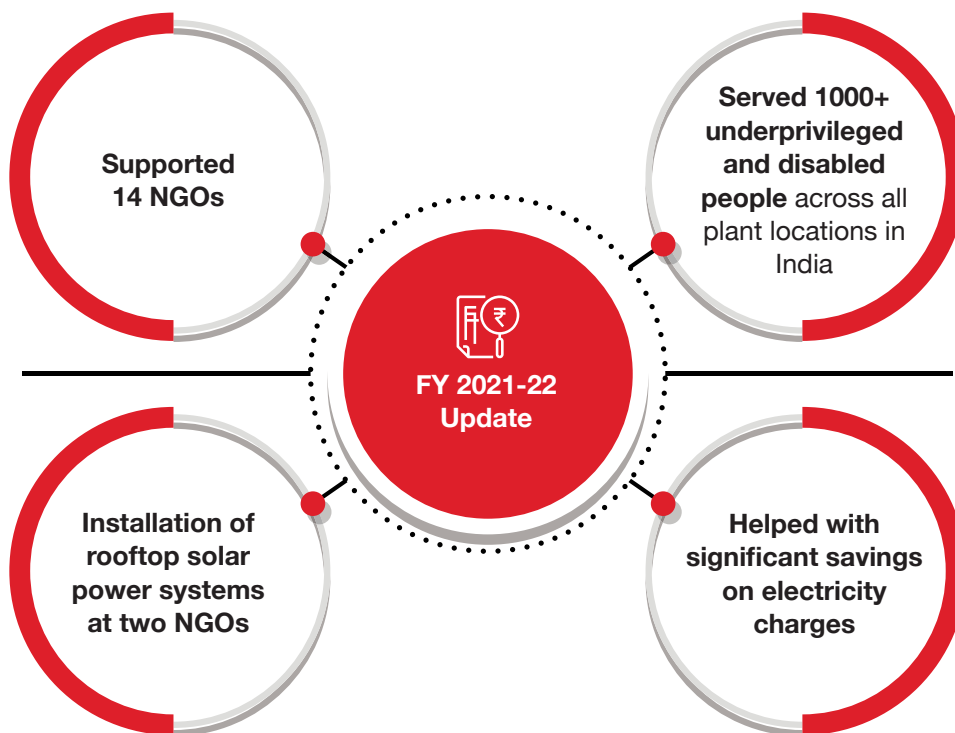 Supported
14 NGOs
Served 1000+
underprivileged
and disabled
people across all
plant locations in
India
₹
FY 2021-22
Update
Installation of
rooftop solar
power systems
at two NGOs
Helped with
significant savings
on electricity
charges